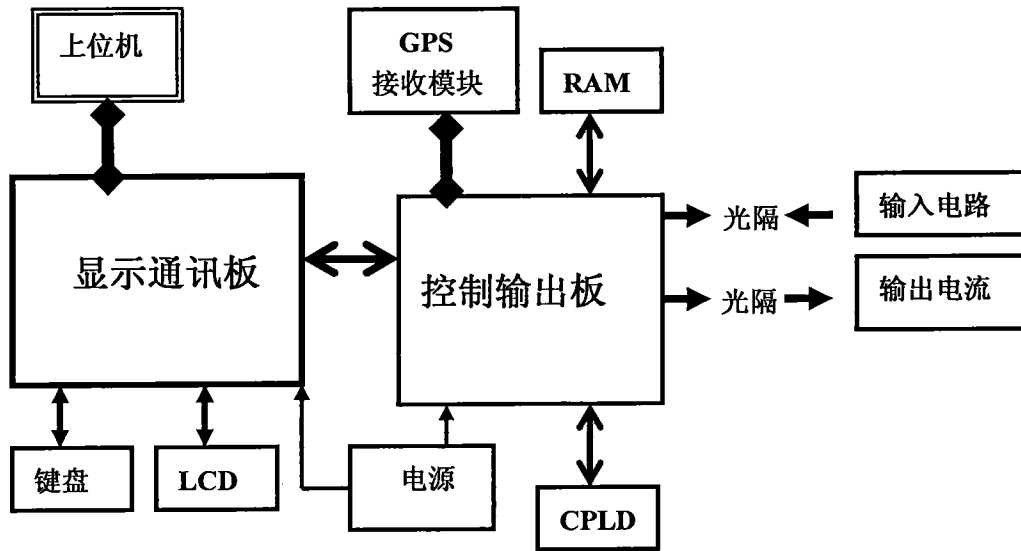 上位机
GPS
接收模块
RAM
显示通讯板
控制输出板
光隔
输入电路
光隔
输出电流
键盘
LCD
电源
CPLD